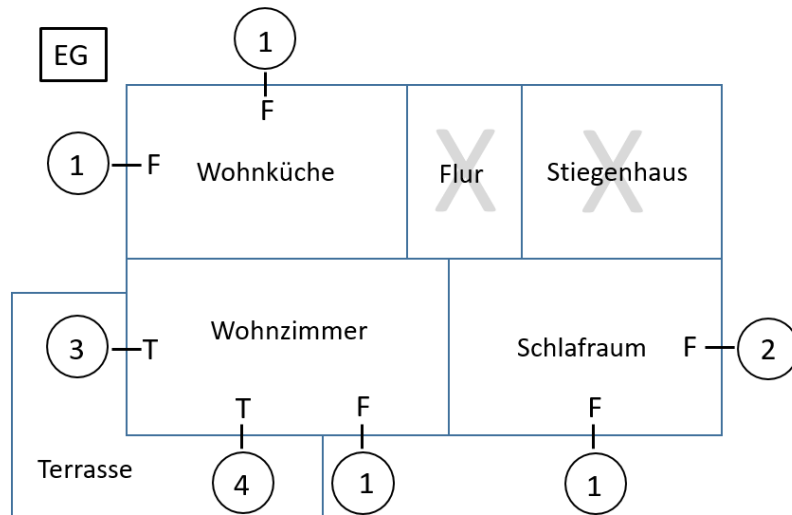 EG
1
F
1
F
Wohnküche
Flur
X
Stiegenhaus
X
3
T
Wohnzimmer
Schlafraum
F
2
T
F
F
Terrasse
4
1
1